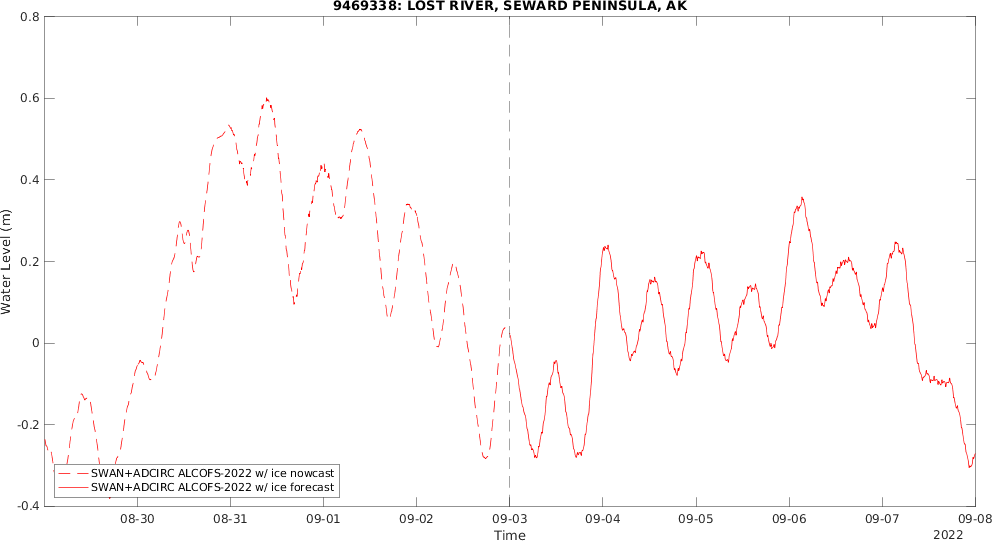 9469338: LOST RIVER, SEWARD PENINSULA, AK
Water Level (m)
0.8
0.6
0.4
0.2
0
-0.2
-0.4
SWAN+ADCIRC ALCOFS-2022 w/ ice nowcast
SWAN+ADCIRC ALCOFS-2022 w/ ice forecast
08-30 08-31 09-01 09-02 09-03 09-04 09-05 09-06 09-07 09-08
Time
2022